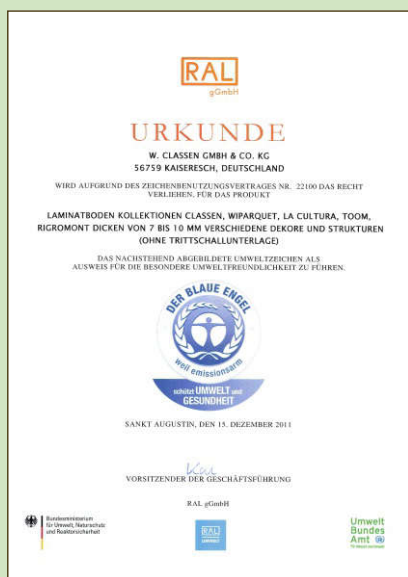 RAL
gGmbH
URKUNDE
W. CLASSEN GMBH & CO. KG
56759 KAISERESCH, DEUTSCHLAND
WIRD AUFGRUND DES ZEICHENBENUTZUNGSVERTRAGES NR. 22100 DAS RECHT
VERLIEHEN, FÜR DAS PRODUKT
LAMINATBODEN KOLLEKTIONEN CLASSEN, WIPARQUET, LA CULTURA, TOOM,
RIGROMONT DICKEN VON 7 BIS 10 MM VERSCHIEDENE DEKORE UND STRUKTUREN
(OHNE TRITTSCHALLUNTERLAGE)
DAS NACHSTEHEND ABGEBILDETE UMWELTZEICHEN ALS
AUSWEIS FÜR DIE BESONDERE UMWELTFREUNDLICHKEIT ZU FÜHREN.
DER BLAUE ENGEL
weil emissionsarm
schützt UMWELT und
GESUNDHEIT
SANKT AUGUSTIN, DEN 15. DEZEMBER 2011
VORSITZENDER DER GESCHÄFTSFÜHRUNG
RAL gGmbH
Bundesministerium
für Umwelt, Naturschutz
und Reaktorsicherheit
RAL
Umwelt
Bundes
Amt